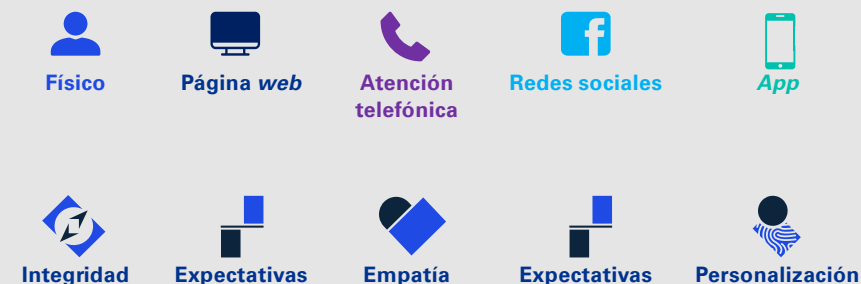 Físico
Página web
Atención
telefónica
Redes sociales
App
Integridad
Expectativas
Empatía
Expectativas
Personalización